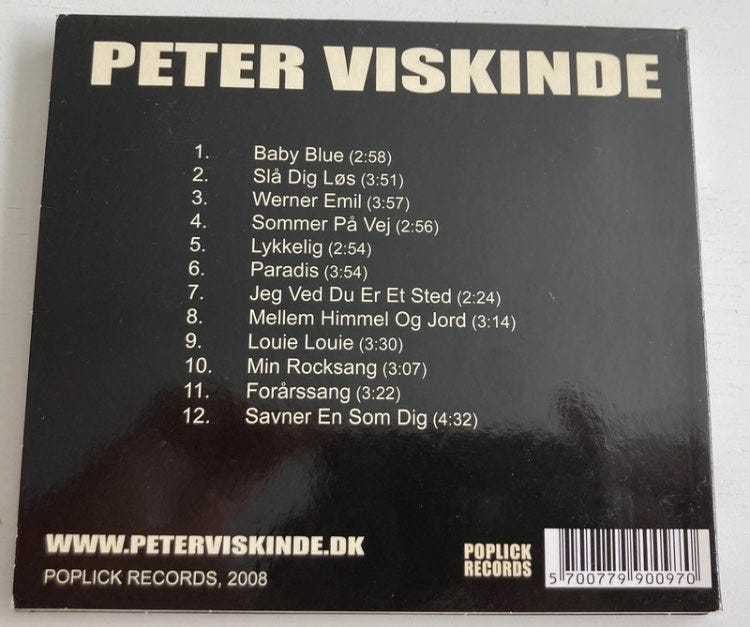 PETER VISKINDE
1. Baby Blue (2:58)
2. Slå Dig Løs (3:51)
3. Werner Emil (3:57)
4. Sommer På Vej (2:56)
5. Lykkelig (2:54)
6. Paradis (3:54)
7. Jeg Ved Du Er Et Sted (2:24)
8. Mellem Himmel Og Jord (3:14)
9. Louie Louie (3:30)
10. Min Rocksang (3:07)
11. Forårssang (3:22)
12. Savner En Som Dig (4:32)
WWW.PETERVISKINDE.DK
POPLICK RECORDS, 2008
POPLICK
RECORDS
5 700779 900970